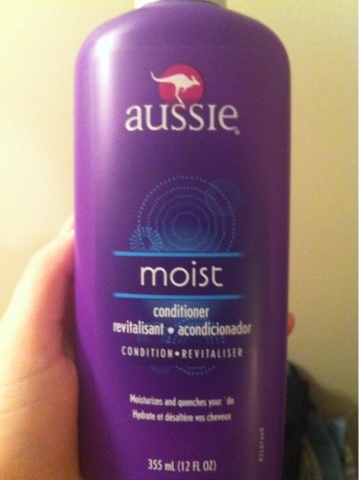 aussie
moist
conditioner
revitalisant • acondicionador
CONDITION • REVITALISER
Moisturizes and quenches your 'do
Hydrate et désaltère vos cheveux
355 mL (12 FL OZ)